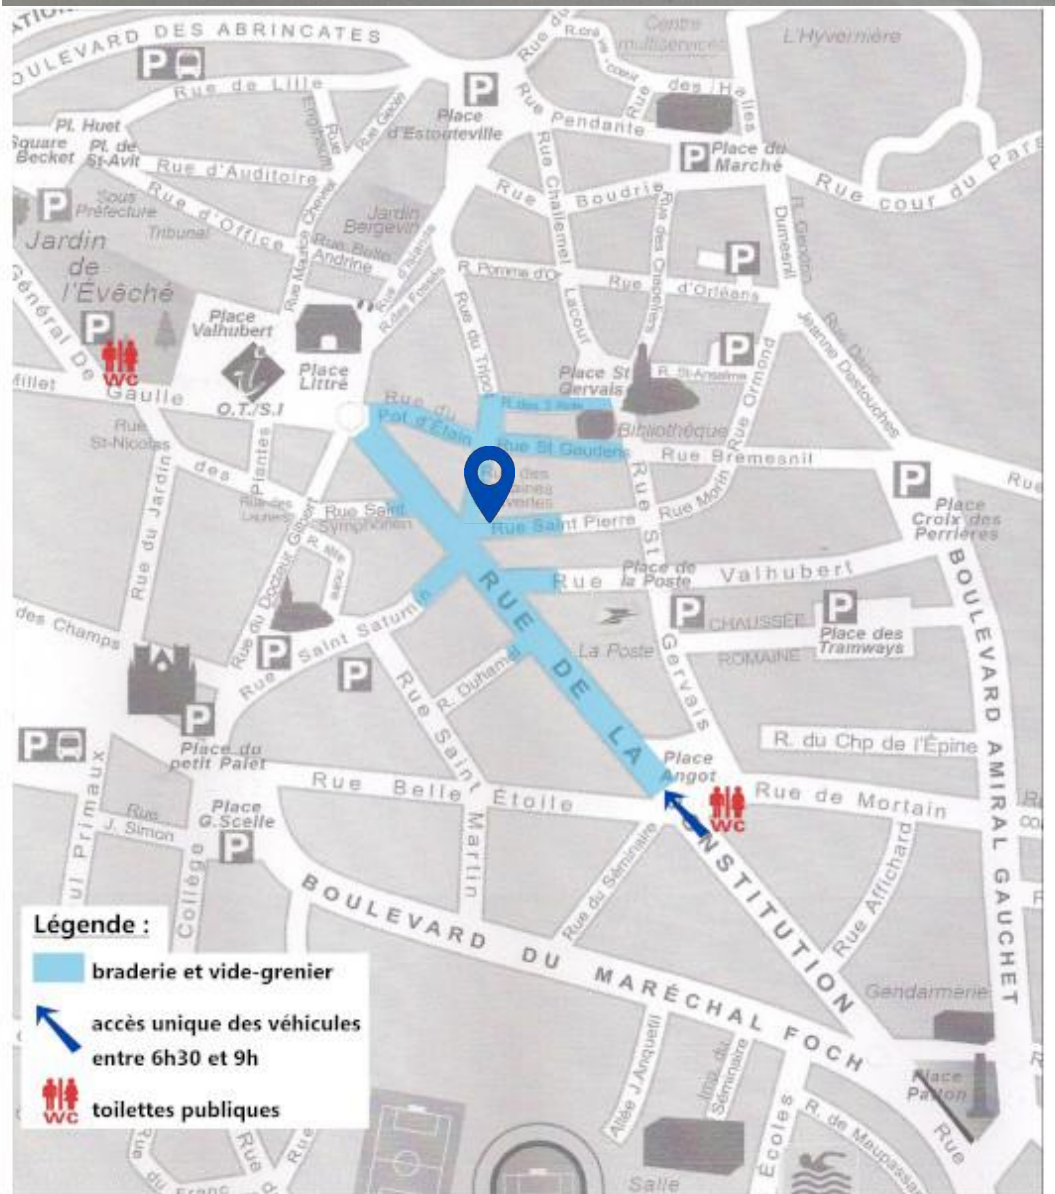 BOULEVARD DES ABRINCATES
P
Rue de Lille
P
Place
d'Estouteville
Centre
multiservices
L'Hyvernière
Rue
Pendante
des Halles
P Place du
Marché
Rue cour du Pars
Pl. Huet
Square
Becket
Pl. de
St-Avit
Rue d'Auditoire
Rue d'Office
Sous
Préfecture
Tribunal
P
Jardin
de
l'Évêché
Jardin
Bergevin
Rue Belle
Andrine
R.des Fossés
Rue Boudrie
Rue Challemel
Lacour
R. Pomme d'Or
Rue d'Orléans
P
Dumesnil
Jeanne Destouches
Général De
Gaulle
P
WC
Place
Valhubert
Place
Littré
O.T./S.I
Rue du Tripot
Place St
Gervais
R. St-Anselme
P
Rue Ormond
Rue du
Pot d'Étain
Rue St Gaudens
Bibliothèque
Rue Bremesnil
Rue
Millet
Rue
St-Nicolas
des
Plantes
Rue du Jardin
Rue Saint
Symphorien
Rue du Docteur Gilbert
Rue Saint Pierre
Rue Morin
P
Place
Croix des
Perrières
Rue Valhubert
Place de
la Poste
La Poste
P
CHAUSSÉE
ROMAINE
P
Place des
Tramways
Rue St Gervais
des Champs
Rue Saint Saturnin
P
P
R. Duhamel
Rue Saint Martin
RUE DE LA CONSTITUTION
BOULEVARD AMIRAL GAUCHET
R. du Chp de l'Épine
P
P
Place du
petit Palet
Place
Angot
WC
Rue Belle Étoile
Rue de Mortain
Rue
J. Simon
Place
G.Scelle
P
Collège
Rue du Séminaire
Rue Affichard
BOULEVARD DU MARÉCHAL FOCH
Gendarmerie
Place
Patton
Rue
Allée J.Anquetil
Imp. du
Séminaire
Écoles
Salle
Légende :
braderie et vide-grenier
accès unique des véhicules
entre 6h30 et 9h
WC
toilettes publiques